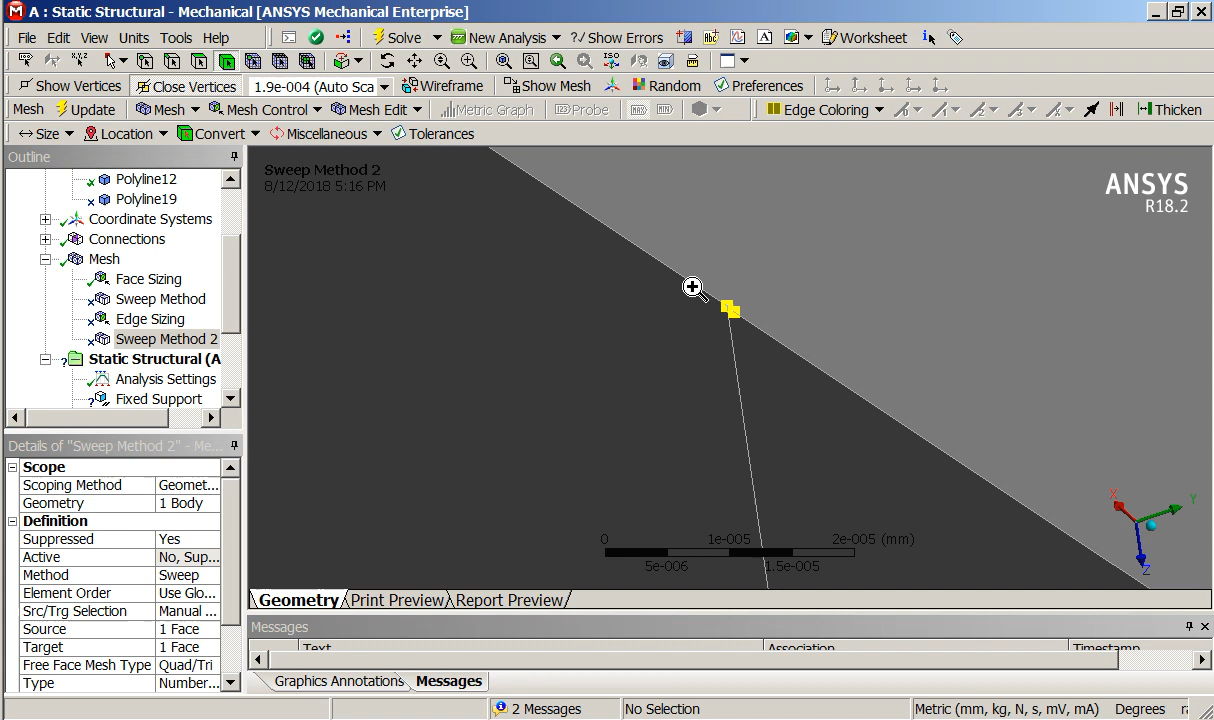 A : Static Structural - Mechanical [ANSYS Mechanical Enterprise]
File Edit View Units Tools Help Solve New Analysis ?/ Show Errors Worksheet
Show Vertices Close Vertices 1.9e-004 (Auto Sca Wireframe Show Mesh Random Preferences
Mesh Update Mesh Mesh Control Mesh Edit Metric Graph Probe Edge Coloring Thicken
Size Location Convert Miscellaneous Tolerances
Outline
Polyline12
Polyline19
Coordinate Systems
Connections
Mesh
Face Sizing
Sweep Method
Edge Sizing
Sweep Method 2
Static Structural (A
Analysis Settings
Fixed Support
Details of "Sweep Method 2" - Me...
Scope
Scoping Method Geomet...
Geometry 1 Body
Definition
Suppressed Yes
Active No, Sup...
Method Sweep
Element Order Use Glo...
Src/Trg Selection Manual ...
Source 1 Face
Target 1 Face
Free Face Mesh Type Quad/Tri
Type Number...
Sweep Method 2
8/12/2018 5:16 PM
ANSYS
R18.2
X Y Z
0 1e-005 2e-005 (mm)
5e-006 1.5e-005
Geometry Print Preview Report Preview
Messages
Text Association Timestamp
Graphics Annotations Messages
2 Messages No Selection Metric (mm, kg, N, s, mV, mA) Degrees